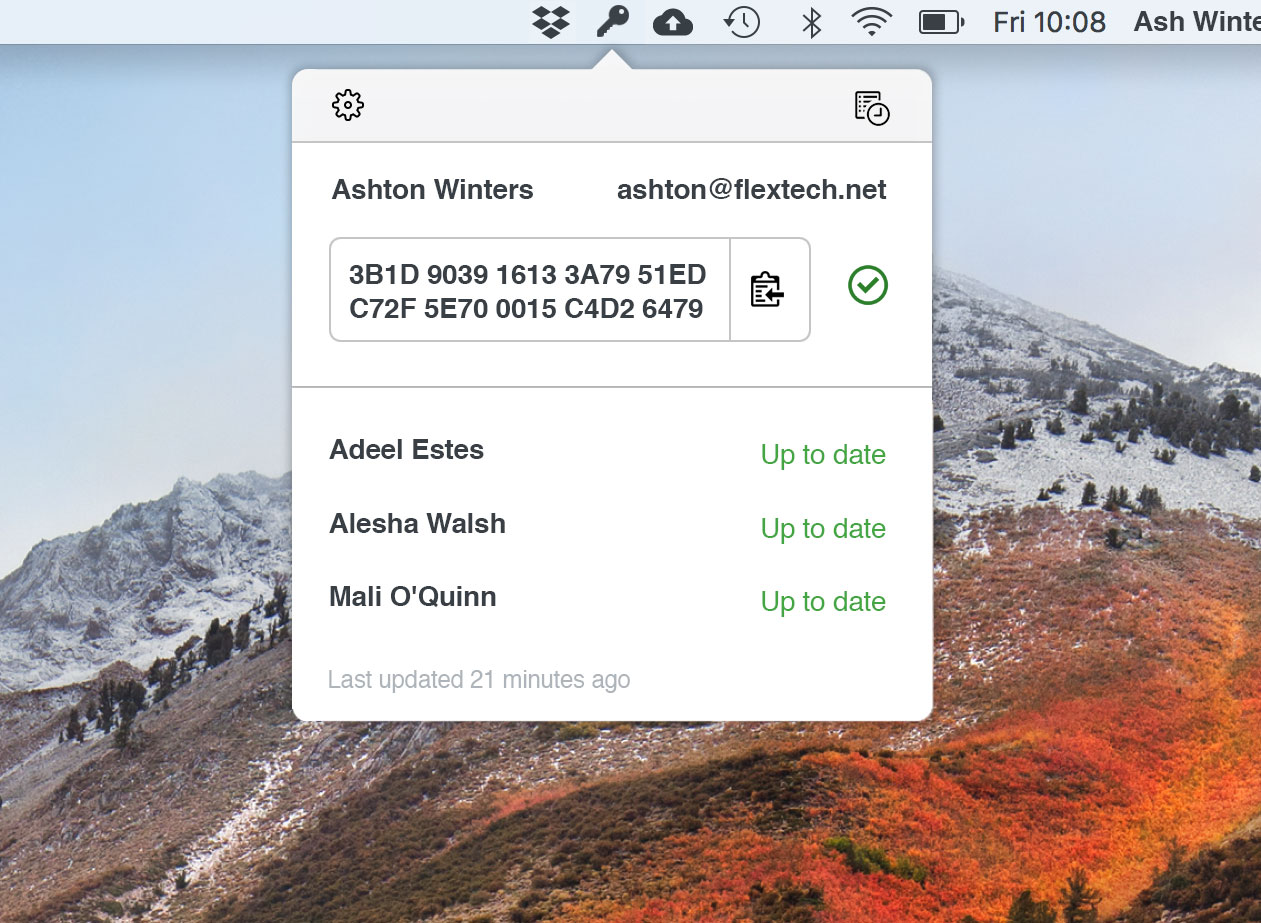 Fri 10:08 Ash Winte
Ashton Winters ashton@flextech.net
3B1D 9039 1613 3A79 51ED
C72F 5E70 0015 C4D2 6479
Adeel Estes Up to date
Alesha Walsh Up to date
Mali O'Quinn Up to date
Last updated 21 minutes ago